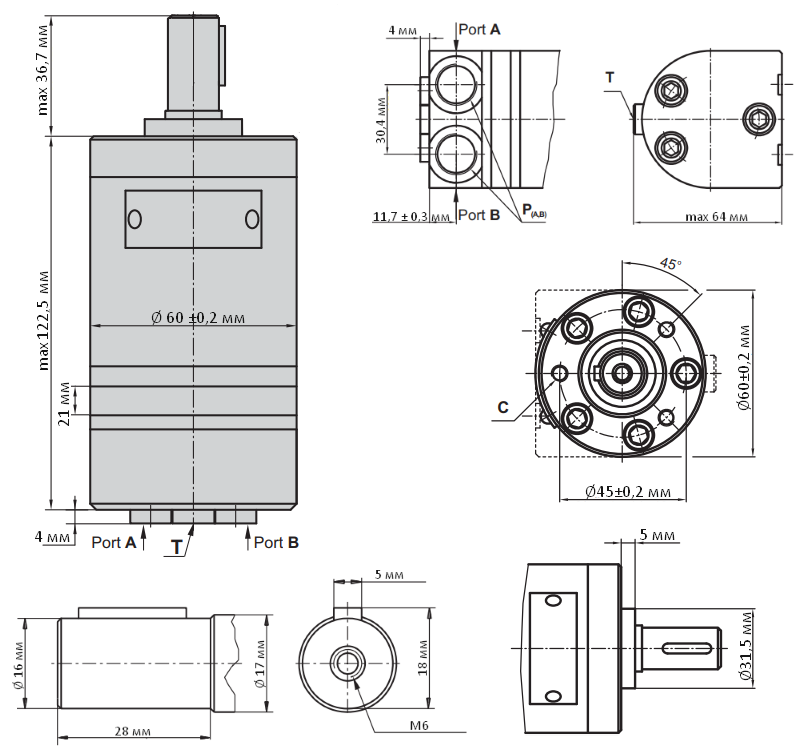 max 36,7 мм
max 122,5 мм
Ø 60 ±0,2 мм
21 мм
4 мм
Port A
T
Port B
4 мм
Port A
30,4 мм
11,7 ± 0,3 мм
Port B
P(A,B)
T
max 64 мм
45°
C
Ø60±0,2 мм
Ø45±0,2 мм
Ø 16 мм
28 мм
Ø 17 мм
5 мм
18 мм
M6
5 мм
Ø31,5 мм